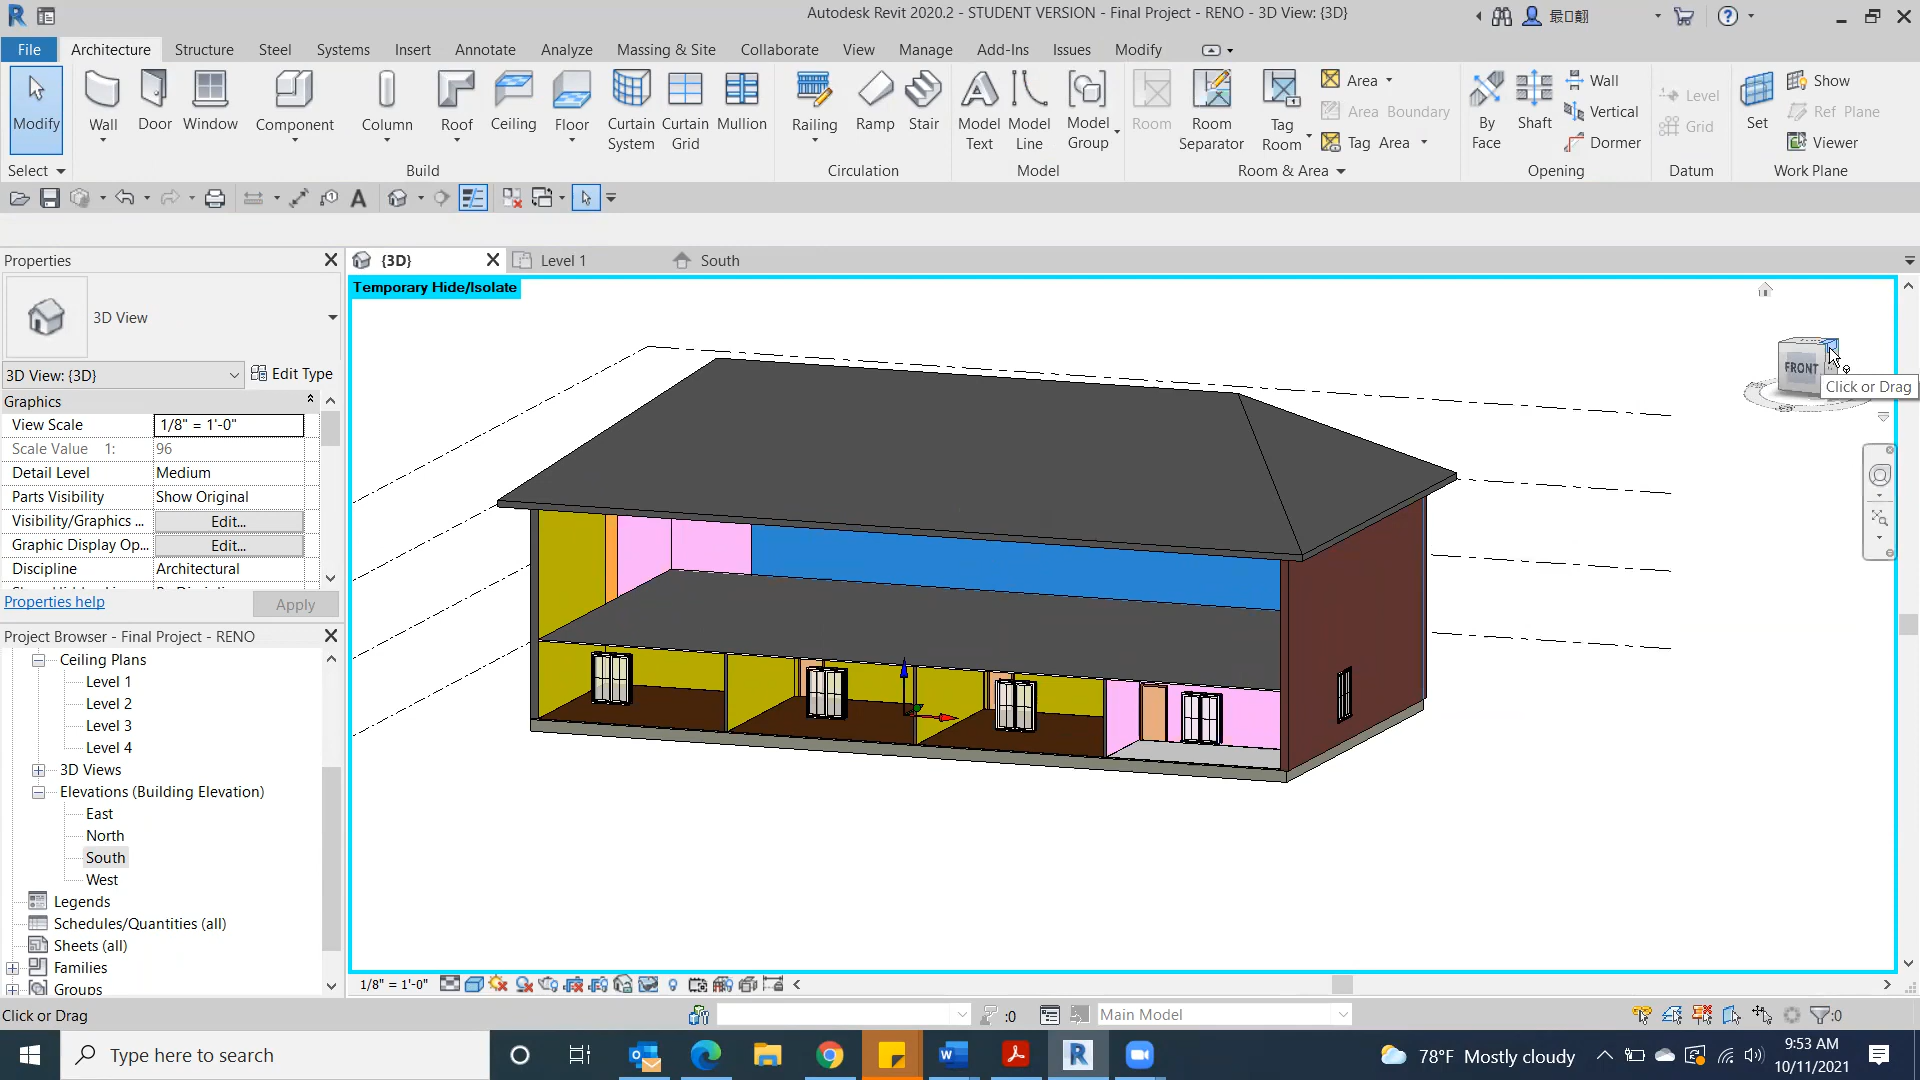 Autodesk Revit 2020.2 - STUDENT VERSION - Final Project - RENO - 3D View: {3D}
File Architecture Structure Steel Systems Insert Annotate Analyze Massing & Site Collaborate View Manage Add-Ins Issues Modify
Modify Wall Door Window Component Column Roof Ceiling Floor Curtain System Curtain Grid Mullion Railing Ramp Stair Model Text Model Line Model Group Room Room Separator Tag Room Area Area Boundary Tag Area By Face Shaft Wall Vertical Dormer Level Grid Set Show Ref Plane Viewer
Select Build Circulation Model Room & Area Opening Datum Work Plane
Properties
{3D} Level 1 South
Temporary Hide/Isolate
3D View
3D View: {3D} Edit Type
Graphics
View Scale 1/8" = 1'-0"
Scale Value 1: 96
Detail Level Medium
Parts Visibility Show Original
Visibility/Graphics ... Edit...
Graphic Display Op... Edit...
Discipline Architectural
Properties help Apply
FRONT
Click or Drag
Project Browser - Final Project - RENO
Ceiling Plans
Level 1
Level 2
Level 3
Level 4
3D Views
Elevations (Building Elevation)
East
North
South
West
Legends
Schedules/Quantities (all)
Sheets (all)
Families
Groups
1/8" = 1'-0"
Click or Drag :0 Main Model :0
Type here to search
78°F Mostly cloudy
9:53 AM
10/11/2021